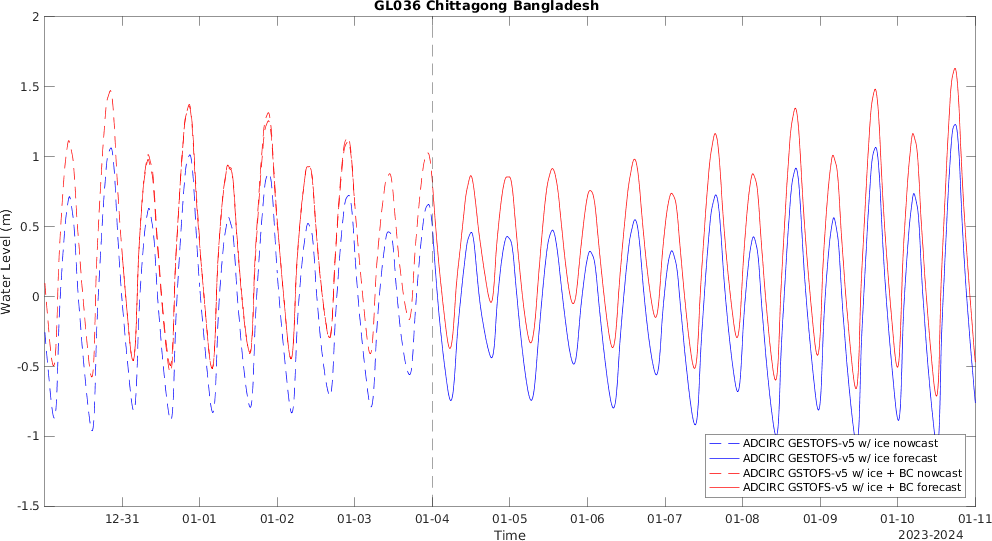 GL036 Chittagong Bangladesh
2
1.5
1
0.5
0
-0.5
-1
-1.5
Water Level (m)
ADCIRC GESTOFS-v5 w/ ice nowcast
ADCIRC GESTOFS-v5 w/ ice forecast
ADCIRC GSTOFS-v5 w/ ice + BC nowcast
ADCIRC GSTOFS-v5 w/ ice + BC forecast
12-31 01-01 01-02 01-03 01-04 01-05 01-06 01-07 01-08 01-09 01-10 01-11
Time
2023-2024